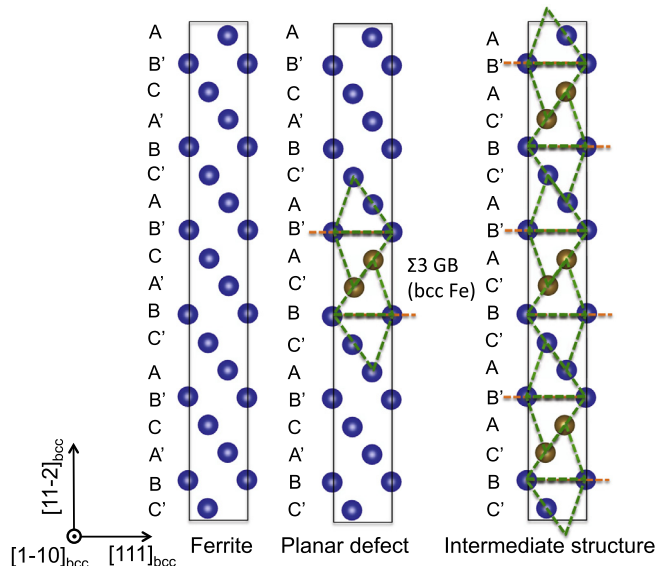 A
B’
C
A’
B
C’
A
B’
C
A’
B
C’
A
B’
C
A’
B
C’
Ferrite
A
B’
C
A’
B
C’
A
B’
A
C’
B
C’
A
B’
C
A’
B
C’
Σ3 GB
(bcc Fe)
Planar defect
A
B’
A
C’
B
C’
A
B’
A
C’
B
C’
A
B’
A
C’
B
C’
Intermediate structure
[11-2]bcc
[1-10]bcc
[111]bcc